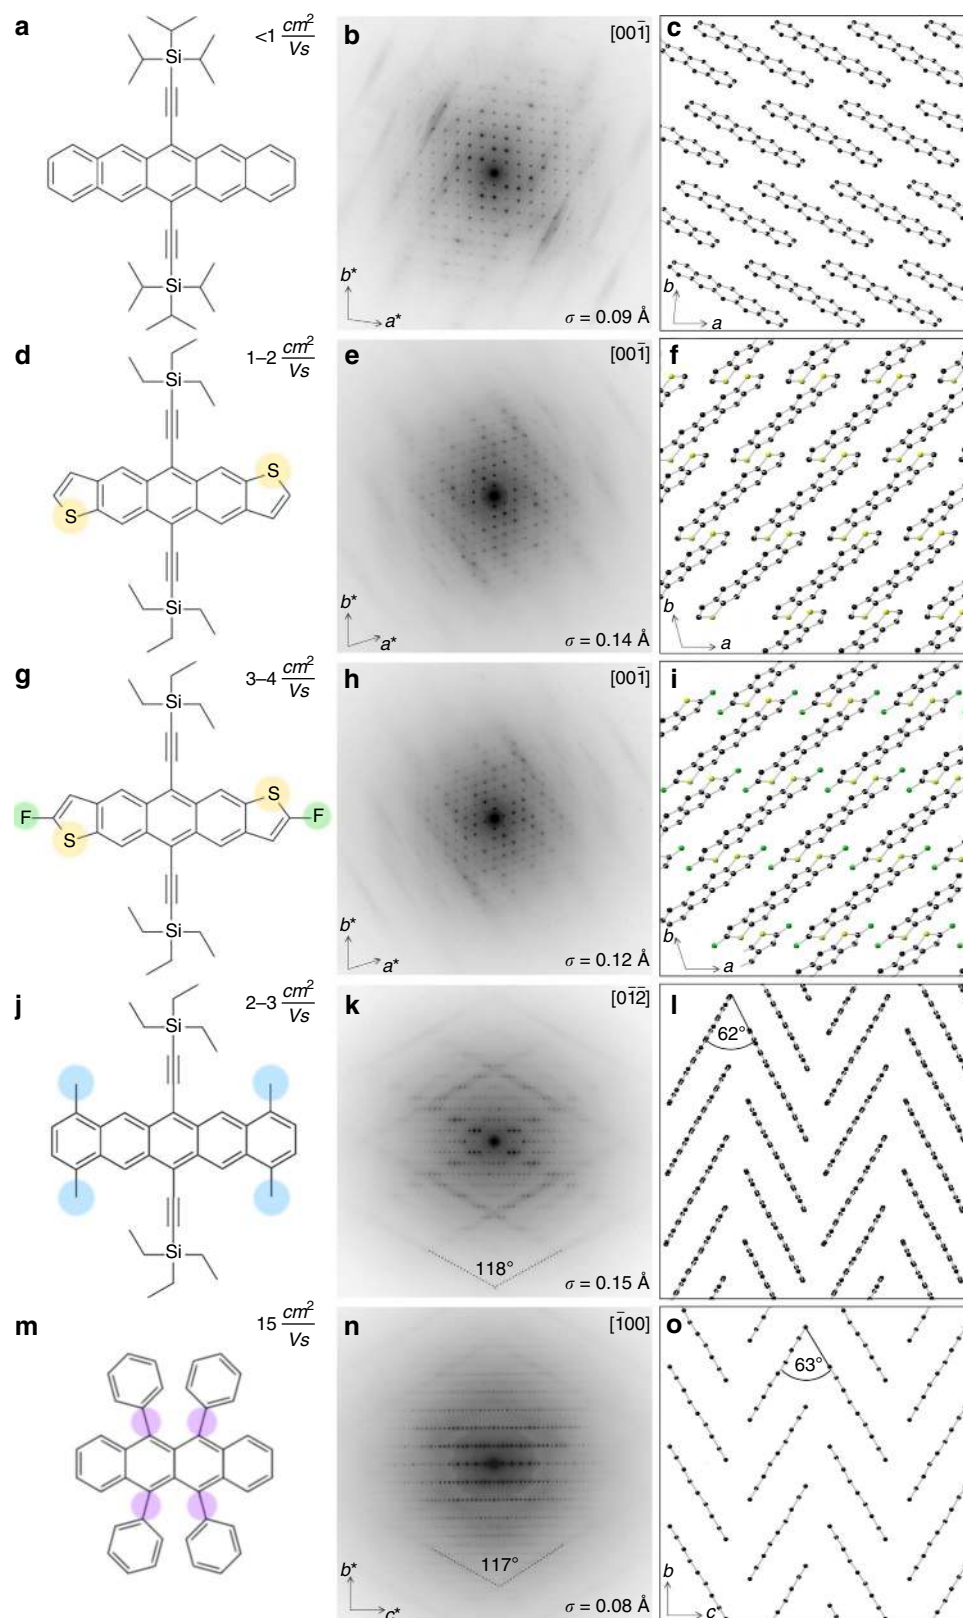 a
<1 cm²/Vs
Si
Si
b
[001̄]
b*
a*
σ = 0.09 Å
c
b
a
d
1–2 cm²/Vs
Si
S
S
Si
e
[001̄]
b*
a*
σ = 0.14 Å
f
b
a
g
3–4 cm²/Vs
Si
S
F
F
S
Si
h
[001̄]
b*
a*
σ = 0.12 Å
i
b
a
j
2–3 cm²/Vs
Si
Si
k
[01̄2̄]
118°
σ = 0.15 Å
l
62°
m
15 cm²/Vs
n
[1̄00]
117°
b*
c*
σ = 0.08 Å
o
63°
b
c